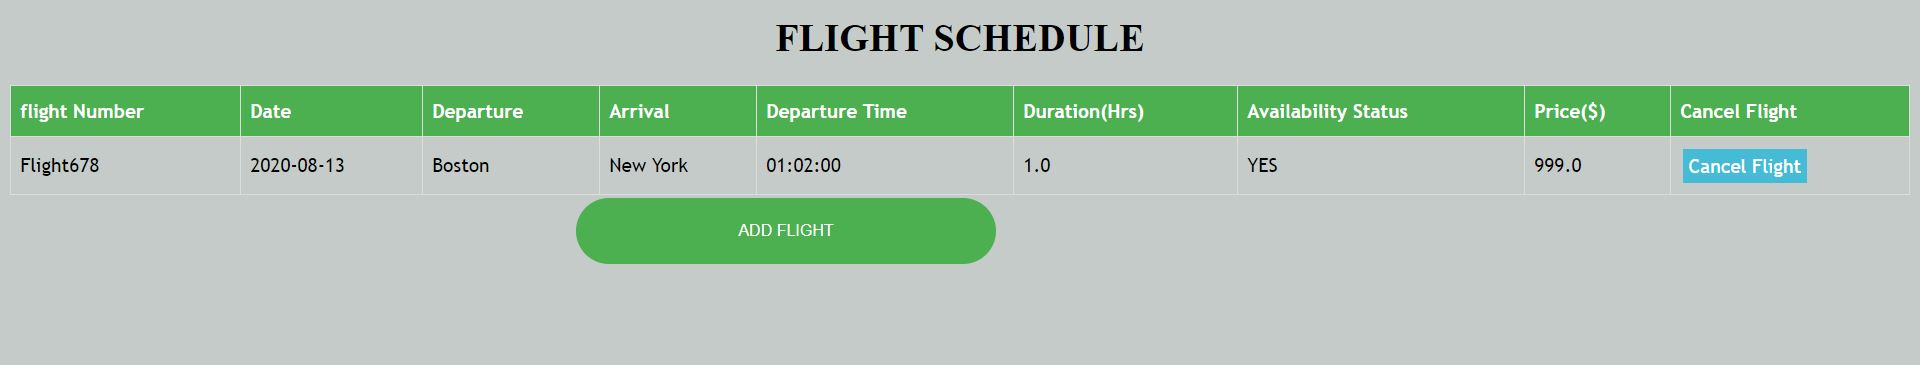 FLIGHT SCHEDULE
flight Number Date Departure Arrival Departure Time Duration(Hrs) Availability Status Price($) Cancel Flight
Flight678 2020-08-13 Boston New York 01:02:00 1.0 YES 999.0 Cancel Flight
ADD FLIGHT